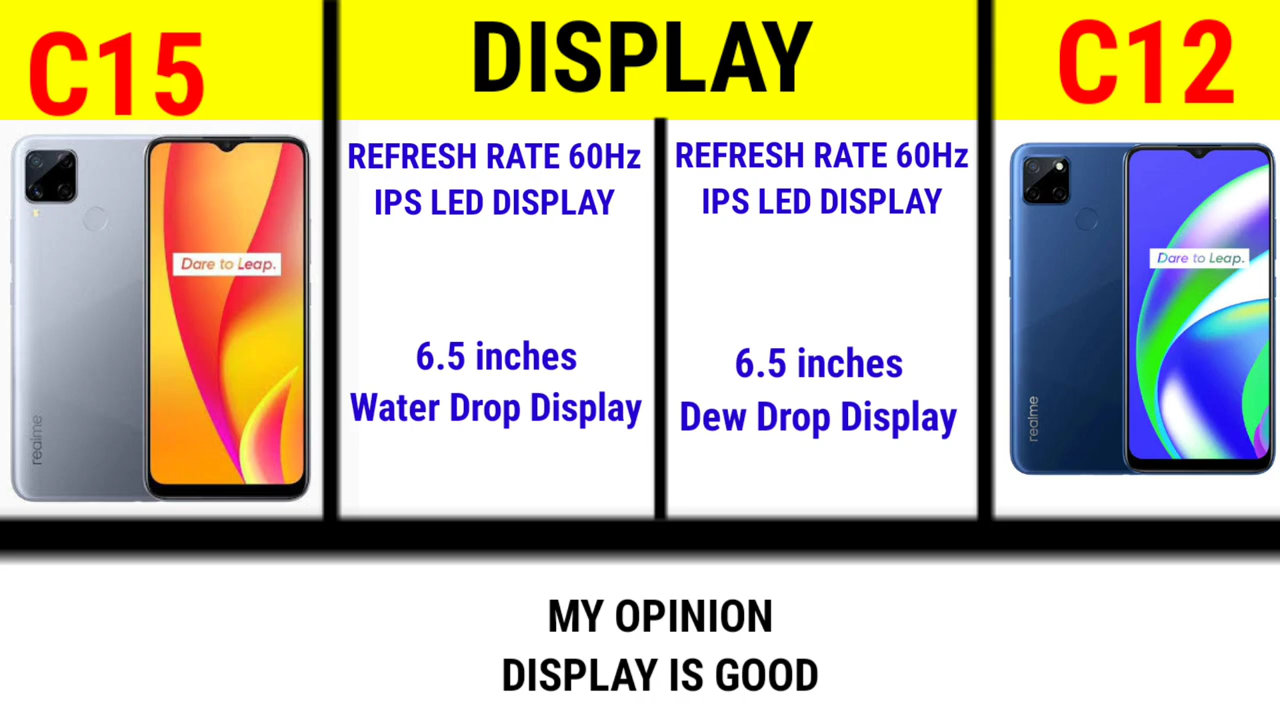 C15
DISPLAY
C12
REFRESH RATE 60Hz
IPS LED DISPLAY
6.5 inches
Water Drop Display
REFRESH RATE 60Hz
IPS LED DISPLAY
6.5 inches
Dew Drop Display
Dare to Leap.
realme
Dare to Leap.
realme
MY OPINION
DISPLAY IS GOOD